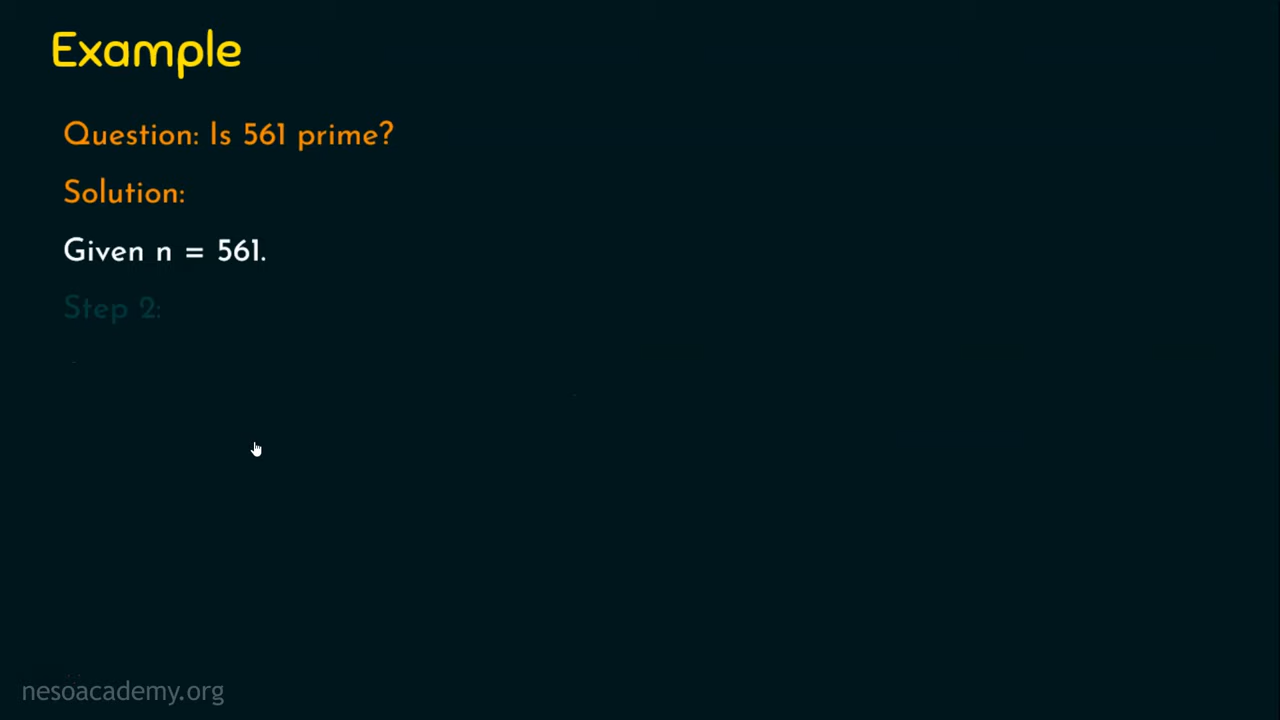 Example
Question: Is 561 prime?
Solution:
Given n = 561.
Step 2:
nesoacademy.org